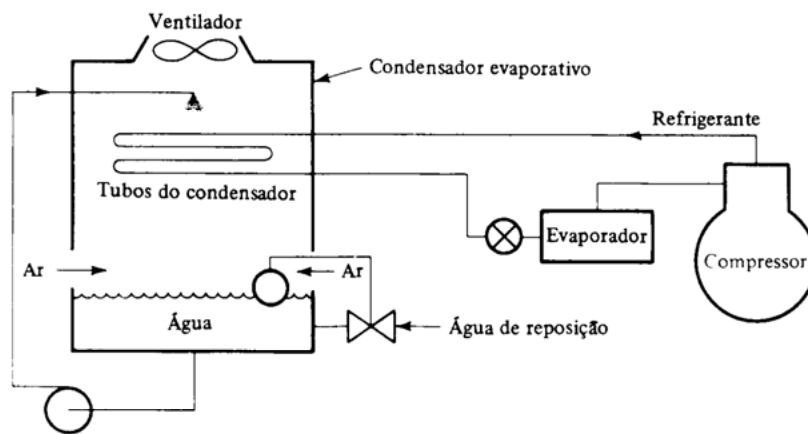 Ventilador
Condensador evaporativo
Refrigerante
Tubos do condensador
Evaporador
Compressor
Ar
Ar
Água
Água de reposição